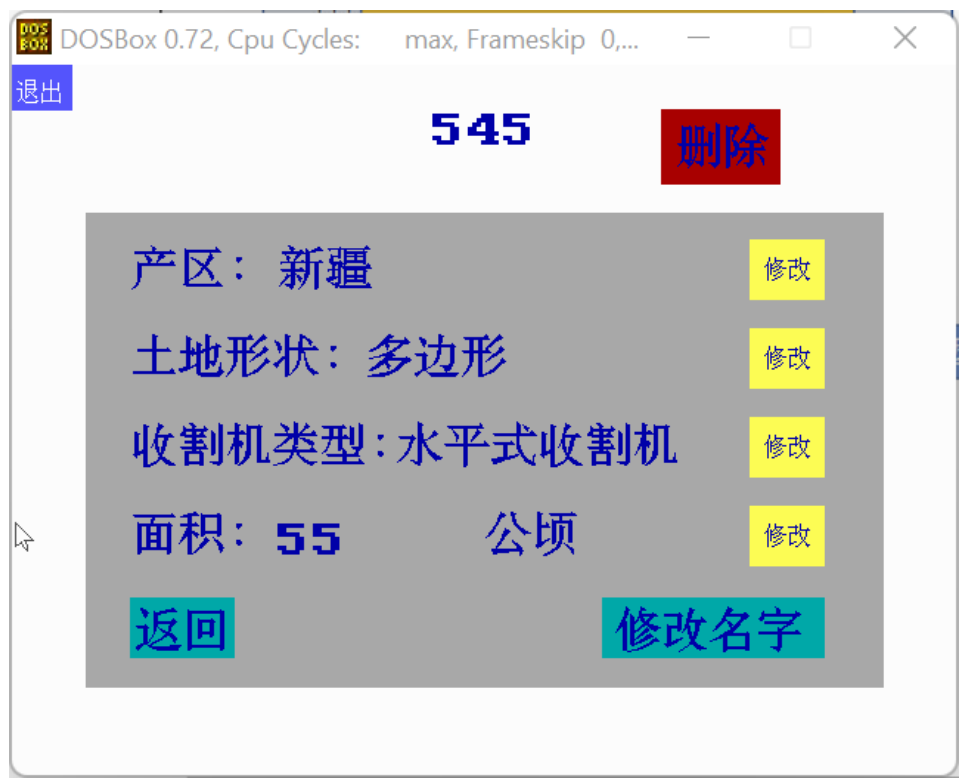 DOS BOX DOSBox 0.72, Cpu Cycles: max, Frameskip 0,...
退出
545 删除
产区: 新疆 修改
土地形状: 多边形 修改
收割机类型:水平式收割机 修改
面积: 55 公顷 修改
返回 修改名字